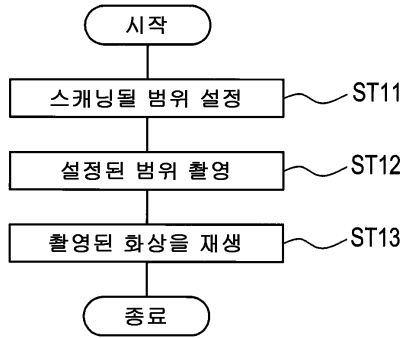 시작
스캐닝될 범위 설정 ST11
설정된 범위 촬영 ST12
촬영된 화상을 재생 ST13
종료